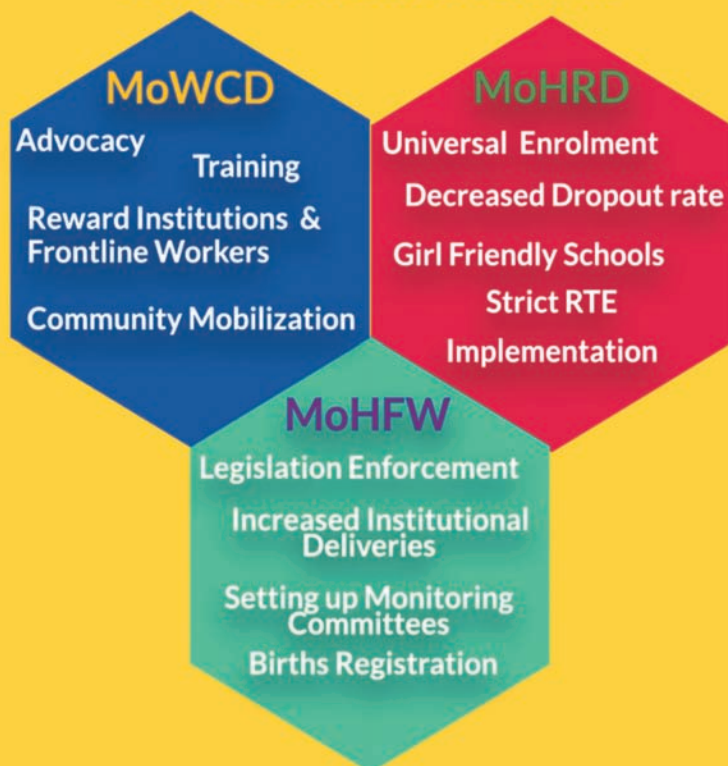 MoWCD
Advocacy
Training
Reward Institutions &
Frontline Workers
Community Mobilization
MoHRD
Universal Enrolment
Decreased Dropout rate
Girl Friendly Schools
Strict RTE
Implementation
MoHFW
Legislation Enforcement
Increased Institutional
Deliveries
Setting up Monitoring
Committees
Births Registration